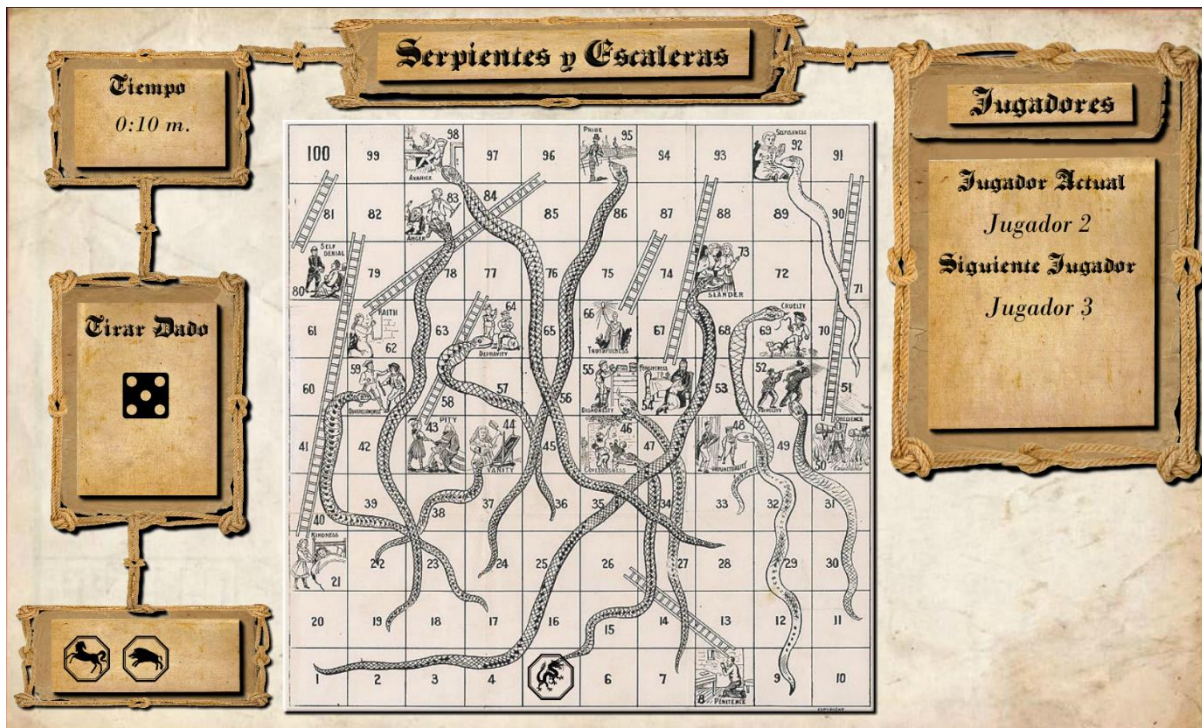 Serpientes y Escaleras
Tiempo
0:10 m.
Tirar Dado
100 99 98 97 96 PRIDE 95 94 93 SELFISHNESS 92 91
AVARICE
81 82 83 84 85 86 87 88 89 90
ANGER
SELF DENIAL
80 79 78 77 76 75 74 73 72 71
SLANDER
61 FAITH 62 63 64 65 66 67 68 CRUELTY 69 70
DEPRAVITY TRUTHFULNESS
60 59 58 57 56 55 FORGIVENESS 54 53 52 51
DISHONESTY
41 42 PITY 43 44 45 46 47 48 49 OBEDIENCE 50
VANITY COVETOUSNESS UNPUNCTUALITY
40 39 38 37 36 35 34 33 32 31
KINDNESS
21 22 23 24 25 26 27 28 29 30
20 19 18 17 16 15 14 13 12 11
1 2 3 4 6 7 8 9 10
PENITENCE
COPYRIGHT
Jugadores
Jugador Actual
Jugador 2
Siguiente Jugador
Jugador 3